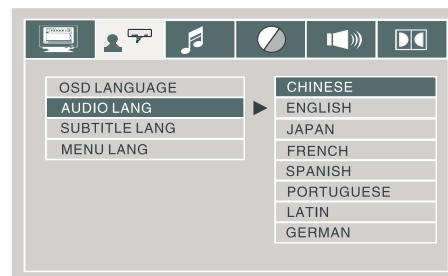 OSD LANGUAGE
AUDIO LANG
SUBTITLE LANG
MENU LANG
CHINESE
ENGLISH
JAPAN
FRENCH
SPANISH
PORTUGUESE
LATIN
GERMAN